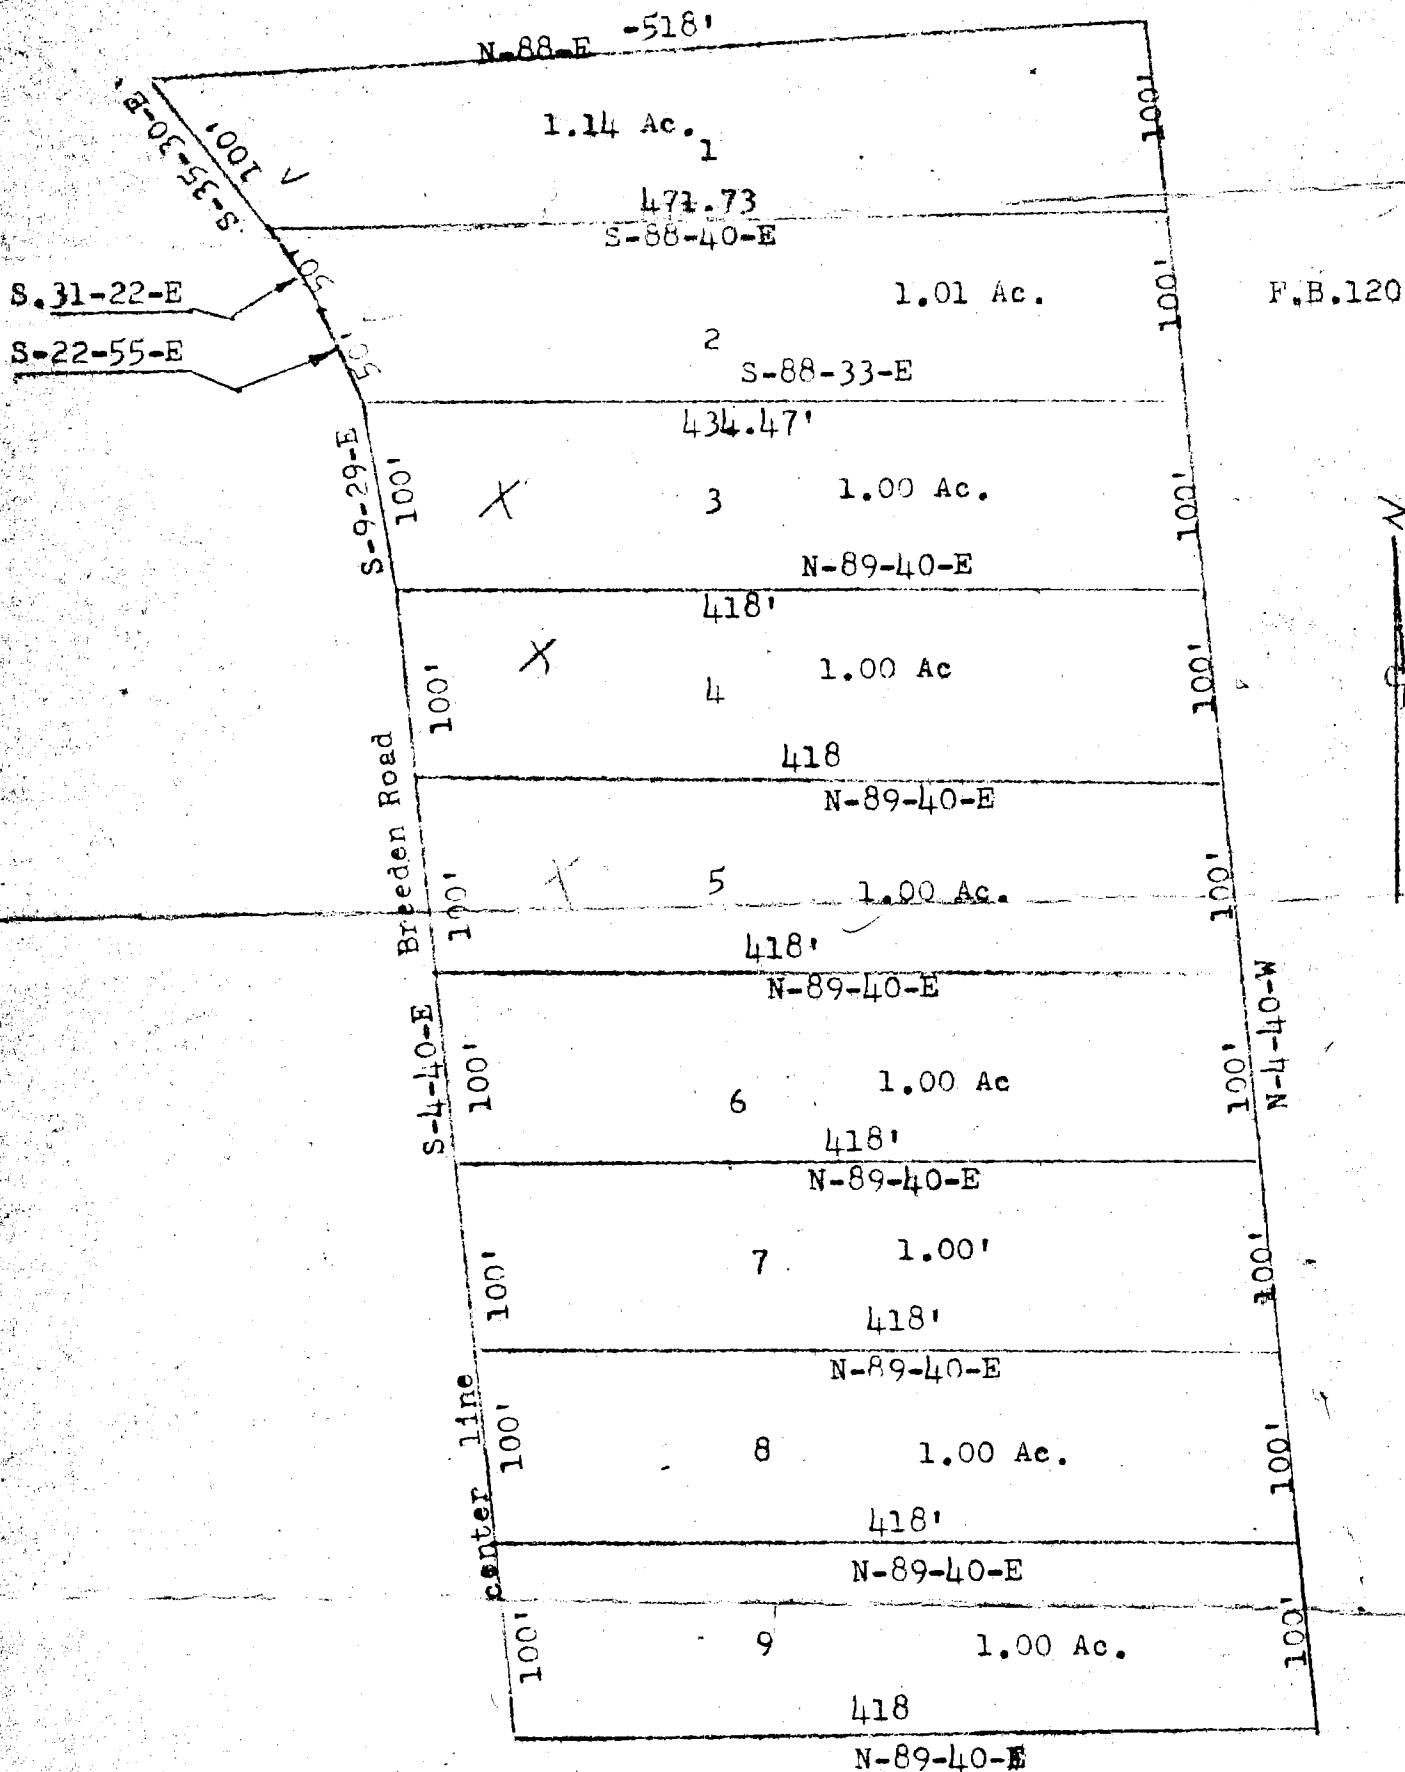 N-88-E -518'
S-35-30-E
100'
1.14 Ac.
1
100'
471.73
S-88-40-E
50'
S.31-22-E
1.01 Ac.
100'
F.B.120
S-22-55-E
50'
2
S-88-33-E
434.47'
S-9-29-E
100'
X
3
1.00 Ac.
100'
N
N-89-40-E
418'
X
4
1.00 Ac
100'
100'
418
N-89-40-E
Breeden Road
100'
X
5
1.00 Ac.
100'
418'
N-89-40-E
S-4-40-E
100'
6
1.00 Ac
100'
N-4-40-W
418'
N-89-40-E
100'
7
1.00'
100'
418'
N-89-40-E
center line
100'
8
1.00 Ac.
100'
418'
N-89-40-E
100'
9
1.00 Ac.
100'
418
N-89-40-E